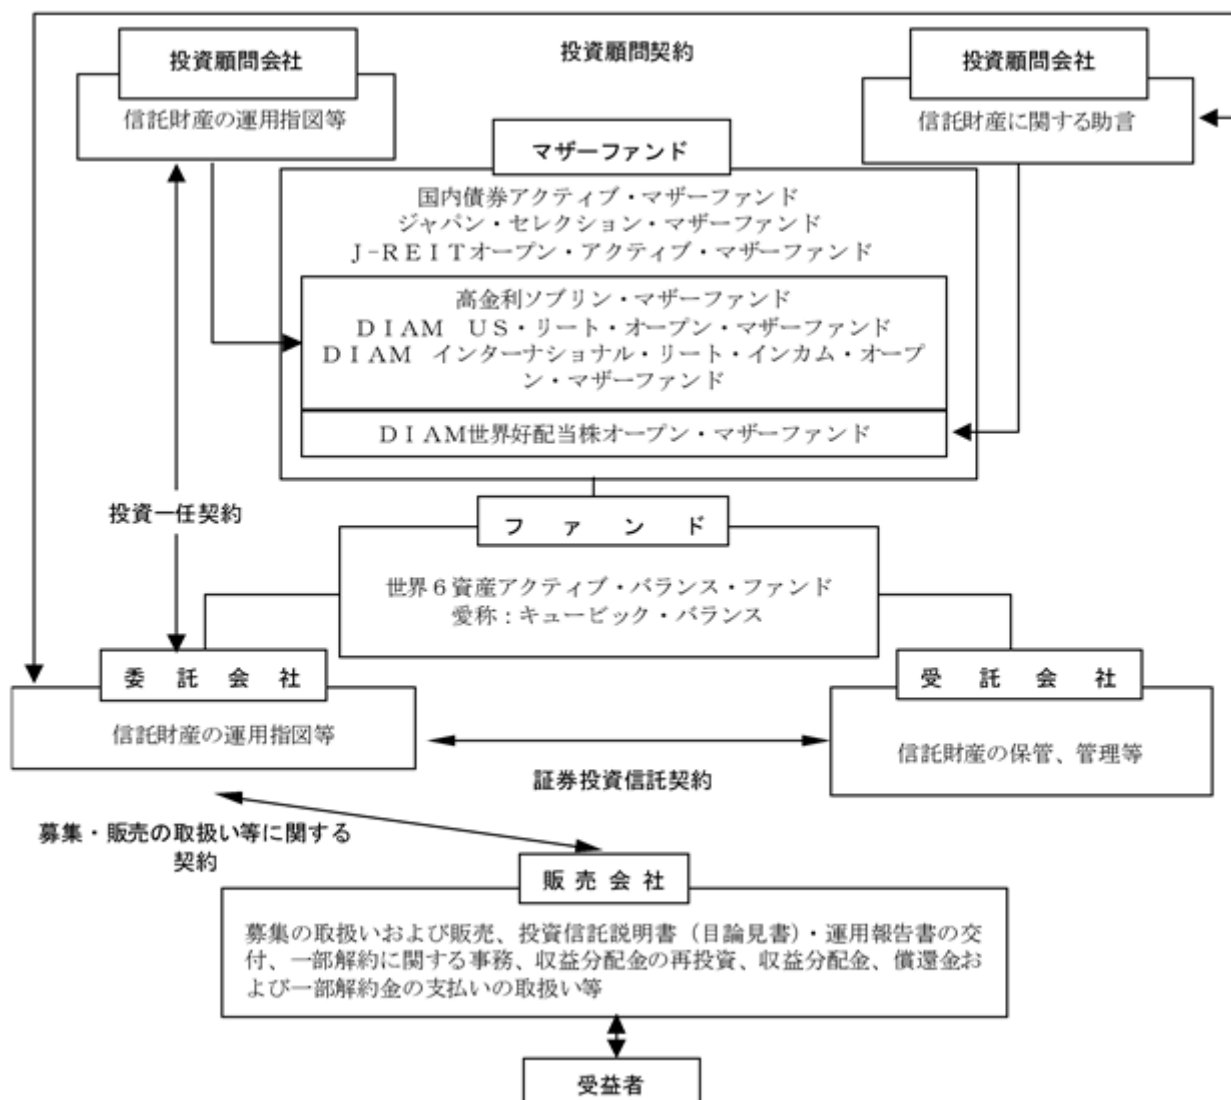 投資顧問契約
投資顧問会社
信託財産の運用指図等
投資顧問会社
信託財産に関する助言
マザーファンド
国内債券アクティブ・マザーファンド
ジャパン・セレクション・マザーファンド
J-REITオープン・アクティブ・マザーファンド
高金利ソブリン・マザーファンド
DIAM US・リート・オープン・マザーファンド
DIAM インターナショナル・リート・インカム・オープ
ン・マザーファンド
DIAM世界好配当株オープン・マザーファンド
投資一任契約
ファンド
世界6資産アクティブ・バランス・ファンド
愛称:キュービック・バランス
委託会社
信託財産の運用指図等
受託会社
信託財産の保管、管理等
証券投資信託契約
募集・販売の取扱い等に関する
契約
販売会社
募集の取扱いおよび販売、投資信託説明書(目論見書)・運用報告書の交
付、一部解約に関する事務、収益分配金の再投資、収益分配金、償還金お
よび一部解約金の支払いの取扱い等
受益者